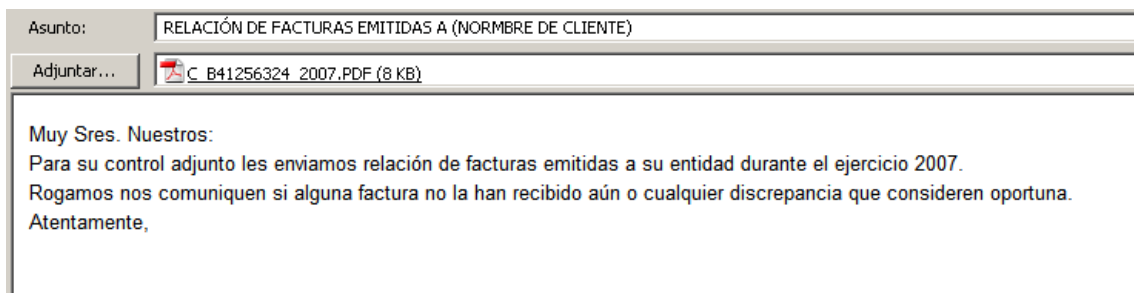 Asunto: RELACIÓN DE FACTURAS EMITIDAS A (NORMBRE DE CLIENTE)
Adjuntar... C_B41256324_2007.PDF (8 KB)
Muy Sres. Nuestros:
Para su control adjunto les enviamos relación de facturas emitidas a su entidad durante el ejercicio 2007.
Rogamos nos comuniquen si alguna factura no la han recibido aún o cualquier discrepancia que consideren oportuna.
Atentamente,